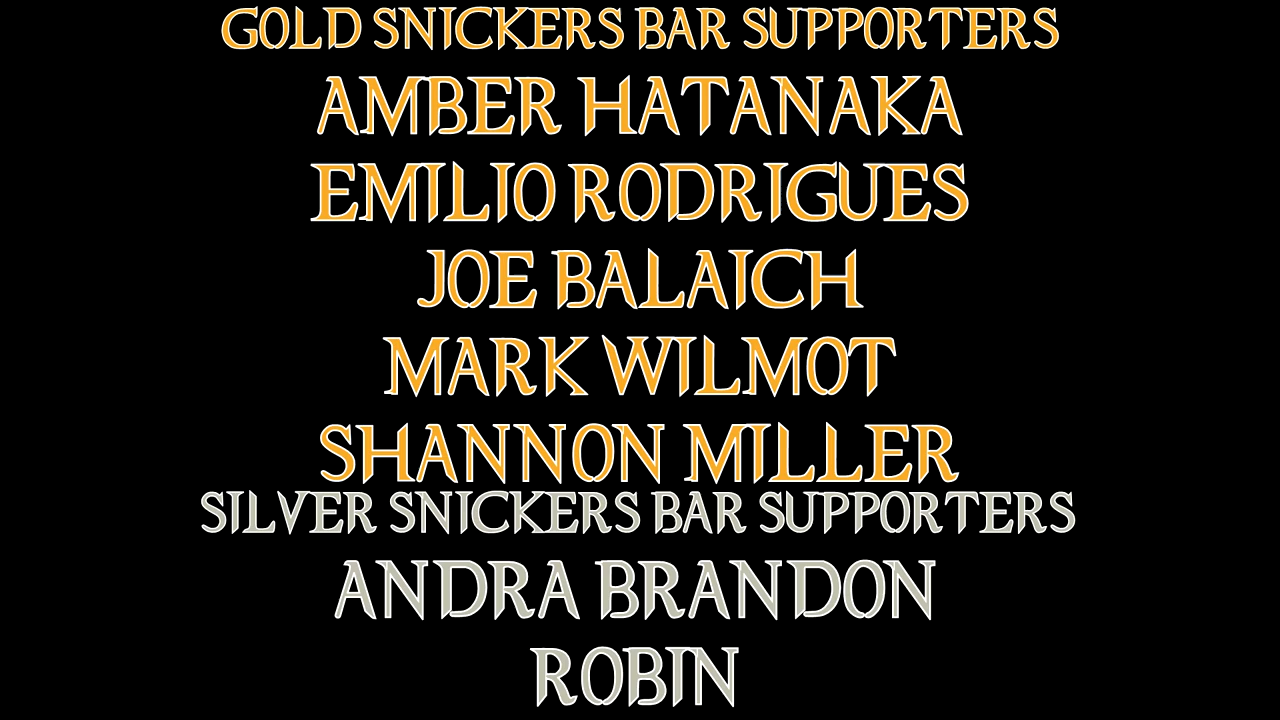 GOLD SNICKERS BAR SUPPORTERS
AMBER HATANAKA
EMILIO RODRIGUES
JOE BALAICH
MARK WILMOT
SHANNON MILLER
SILVER SNICKERS BAR SUPPORTERS
ANDRA BRANDON
ROBIN